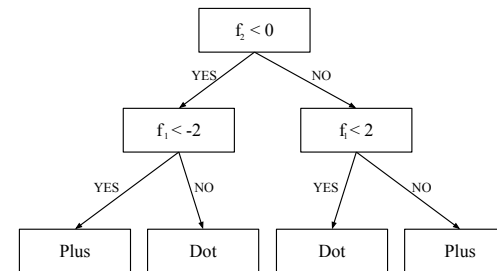 f₂ < 0
YES
NO
f₁ < -2
f₁ < 2
YES
NO
YES
NO
Plus
Dot
Dot
Plus